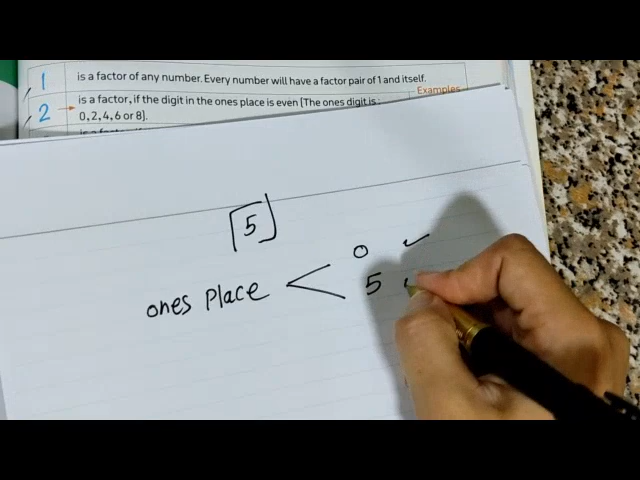 1 is a factor of any number. Every number will have a factor pair of 1 and itself.
Examples
2 is a factor, if the digit in the ones place is even (The ones digit is:
0, 2, 4, 6 or 8).
5
0
ones place 5